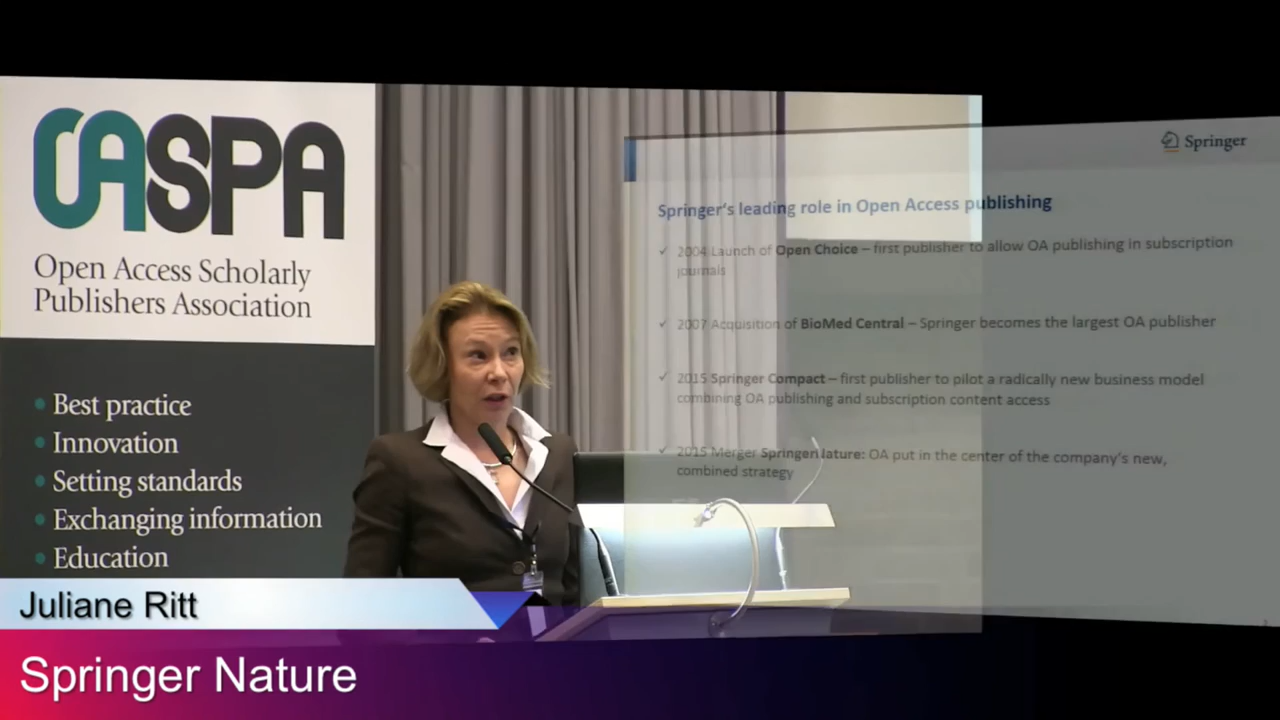 OASPA
Open Access Scholarly
Publishers Association
• Best practice
• Innovation
• Setting standards
• Exchanging information
• Education
Springer
Springer's leading role in Open Access publishing
✓ 2004 Launch of Open Choice – first publisher to allow OA publishing in subscription
journals
✓ 2007 Acquisition of BioMed Central – Springer becomes the largest OA publisher
✓ 2015 Springer Compact – first publisher to pilot a radically new business model
combining OA publishing and subscription content access
✓ 2015 Merger SpringerNature: OA put in the center of the company's new,
combined strategy
Juliane Ritt
Springer Nature